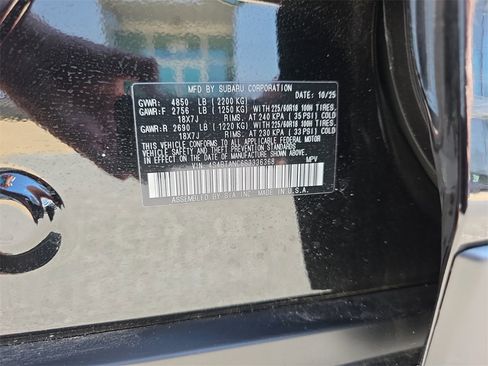 MFD BY SUBARU CORPORATION DATE: 10/25
GVWR: 4850 LB (2200 KG)
GAWR:F 2756 LB (1250 KG) WITH 225/60R18 100H TIRES.
18X7J RIMS. AT 240 KPA (35 PSI) COLD
GAWR:R 2690 LB (1220 KG) WITH 225/60R18 100H TIRES.
18X7J RIMS. AT 230 KPA (33 PSI) COLD
THIS VEHICLE CONFORMS TO ALL APPLICABLE FEDERAL MOTOR
VEHICLE SAFETY, BUMPER, AND THEFT PREVENTION STANDARDS
IN EFFECT ON THE DATE OF MANUFACTURE SHOWN ABOVE.
VIN MPV
ASSEMBLED BY SIA INC. MADE IN U.S.A.